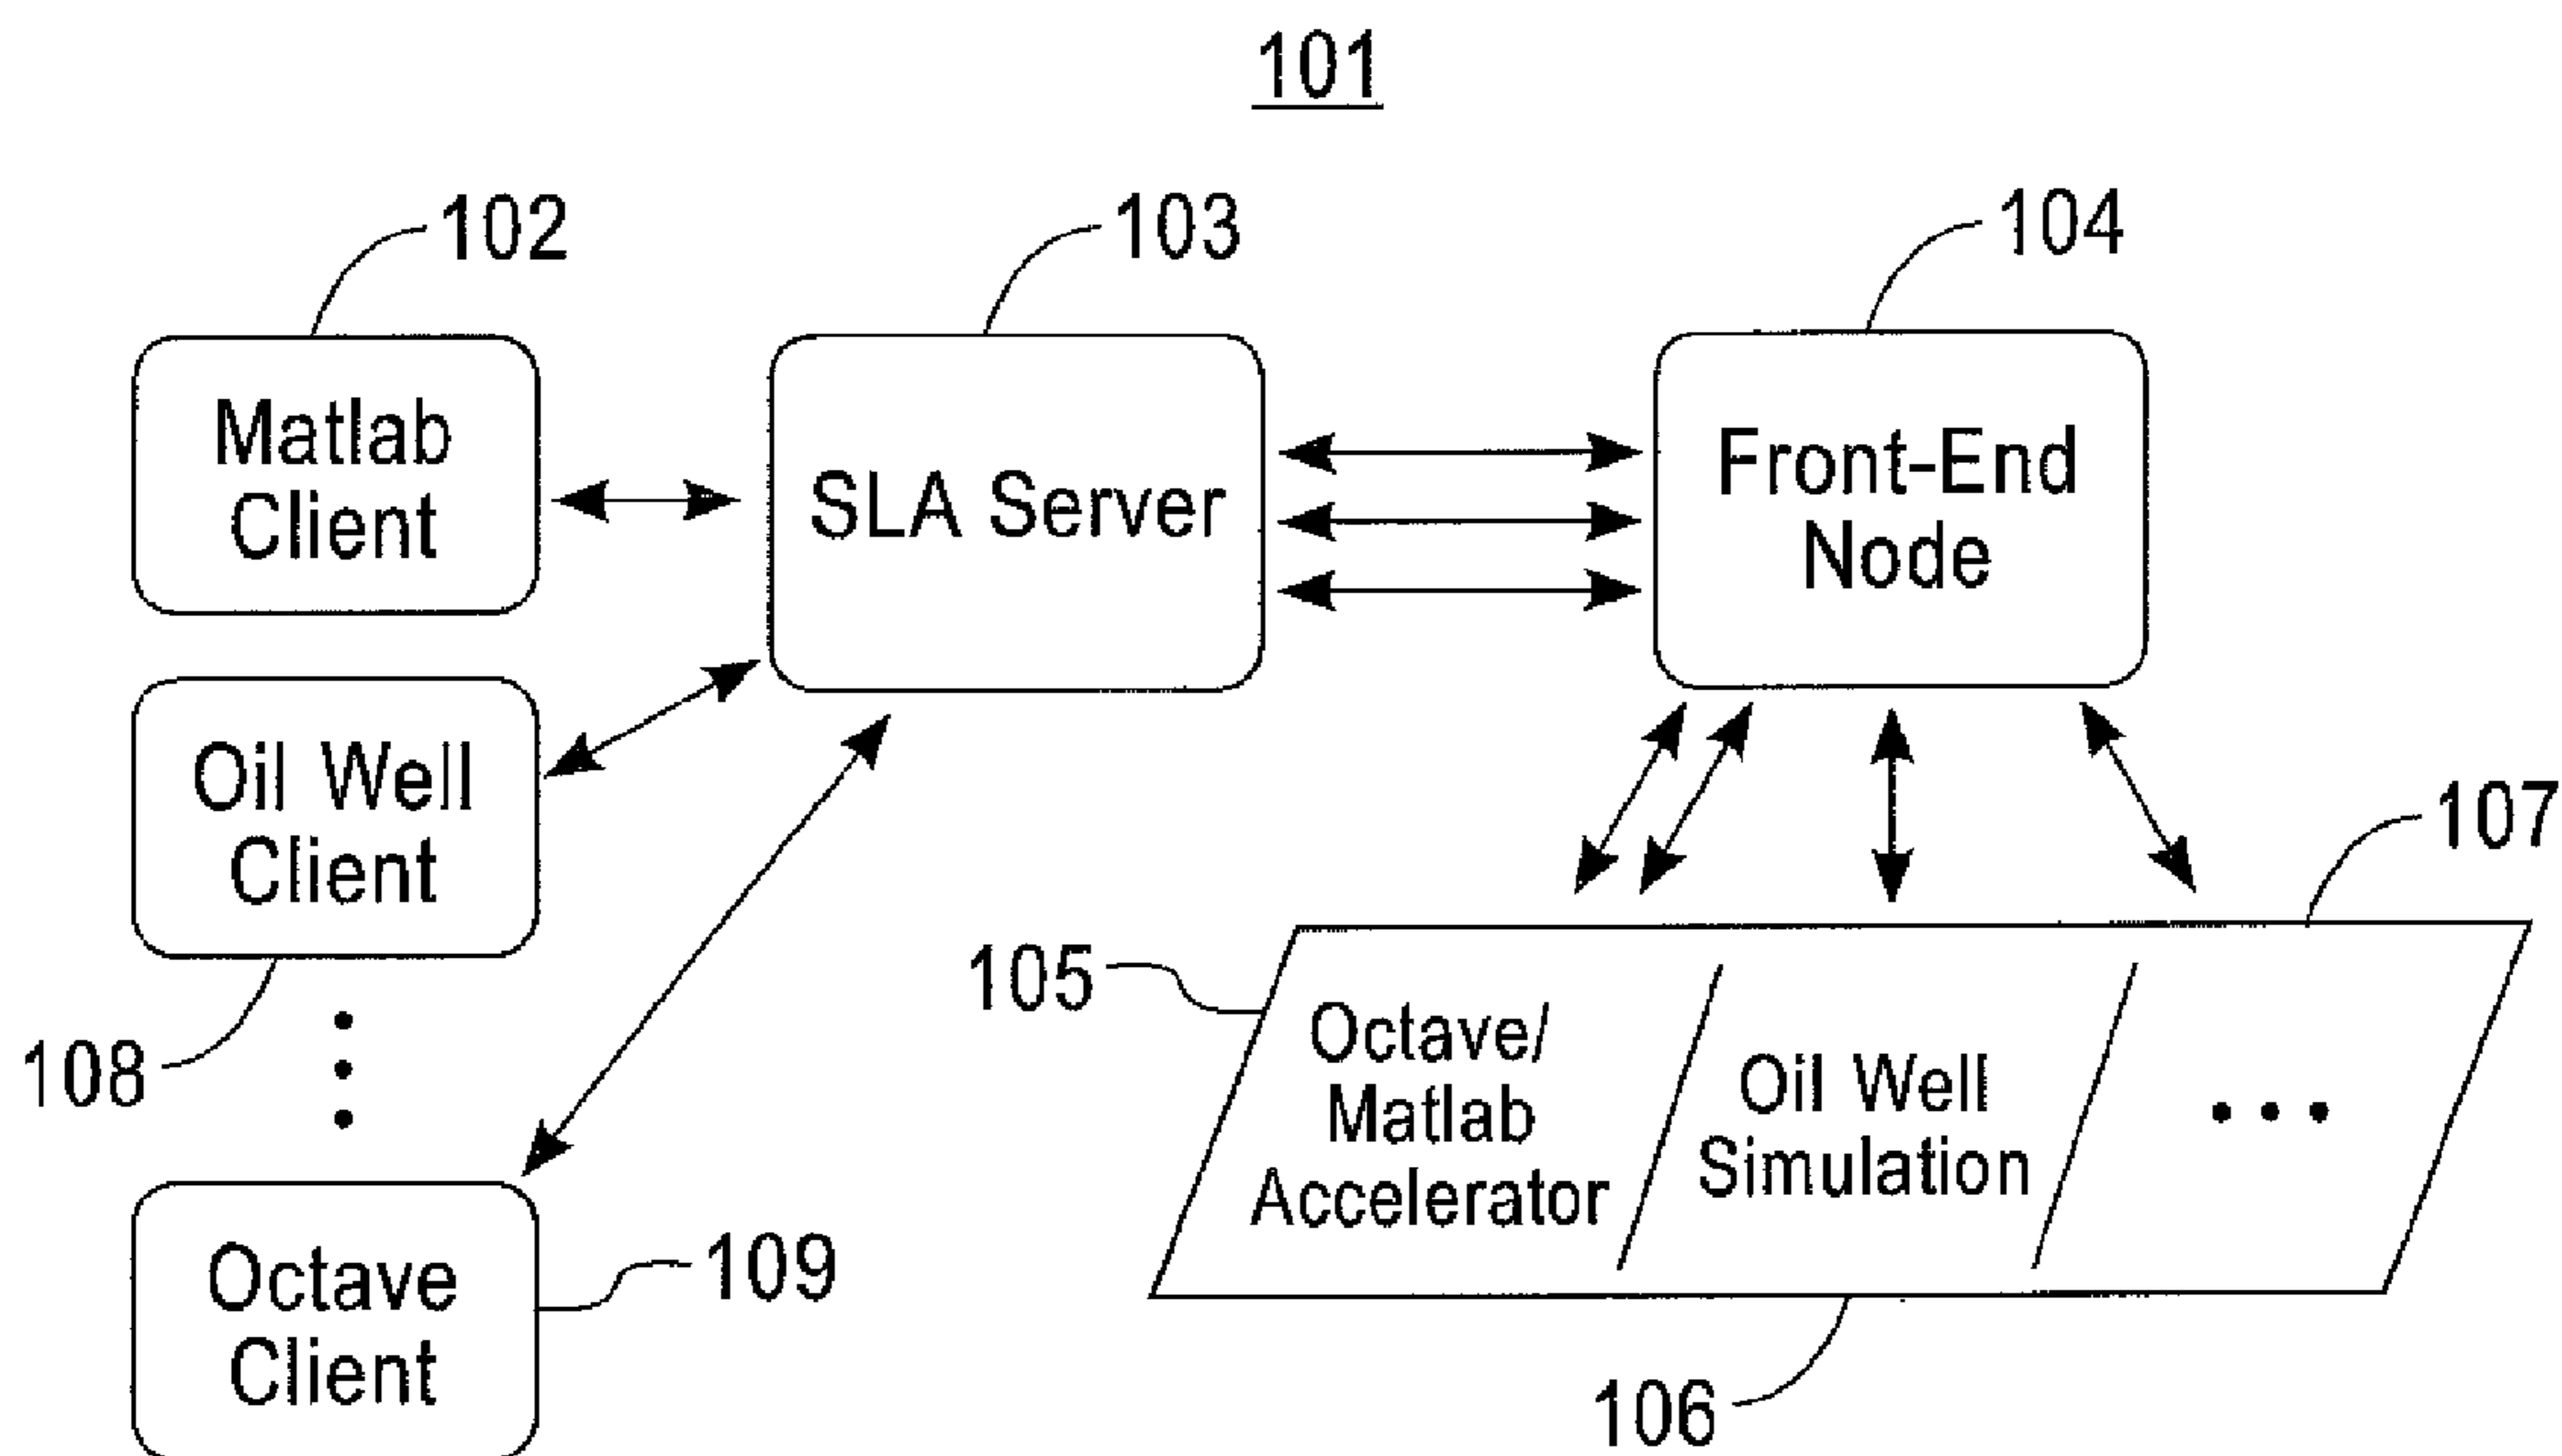 101
102
103
104
Matlab
Client
SLA Server
Front-End
Node
Oil Well
Client
107
105
108
Octave/
Matlab
Accelerator
Oil Well
Simulation
• • •
Octave
Client
109
106